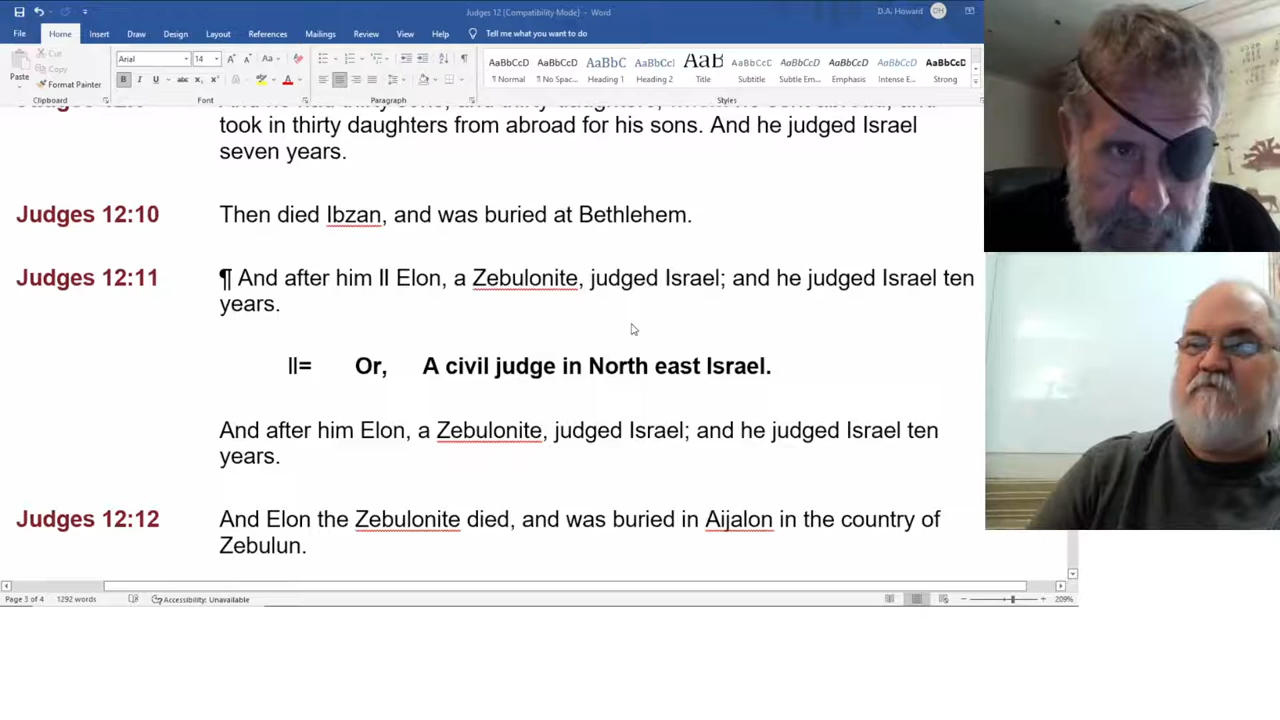 Judges 12 [Compatibility Mode] - Word
D.A. Howard
DH
File Home Insert Draw Design Layout References Mailings Review View Help Tell me what you want to do
Paste
Cut
Copy
Format Painter
Clipboard
Arial 14
Font
Paragraph
AaBbCcD AaBbCcD AaBbC AaBbCcD AaB AaBbCcD AaBbCcD AaBbCcD AaBbCcD AaBbCcD
¶ Normal ¶ No Spac... Heading 1 Heading 2 Title Subtitle Subtle Em... Emphasis Intense E... Strong
Styles
took in thirty daughters from abroad for his sons. And he judged Israel
seven years.
Judges 12:10 Then died Ibzan, and was buried at Bethlehem.
Judges 12:11 ¶ And after him ǁ Elon, a Zebulonite, judged Israel; and he judged Israel ten
years.
ǁ= Or, A civil judge in North east Israel.
And after him Elon, a Zebulonite, judged Israel; and he judged Israel ten
years.
Judges 12:12 And Elon the Zebulonite died, and was buried in Aijalon in the country of
Zebulun.
Page 3 of 4 1292 words Accessibility: Unavailable 209%